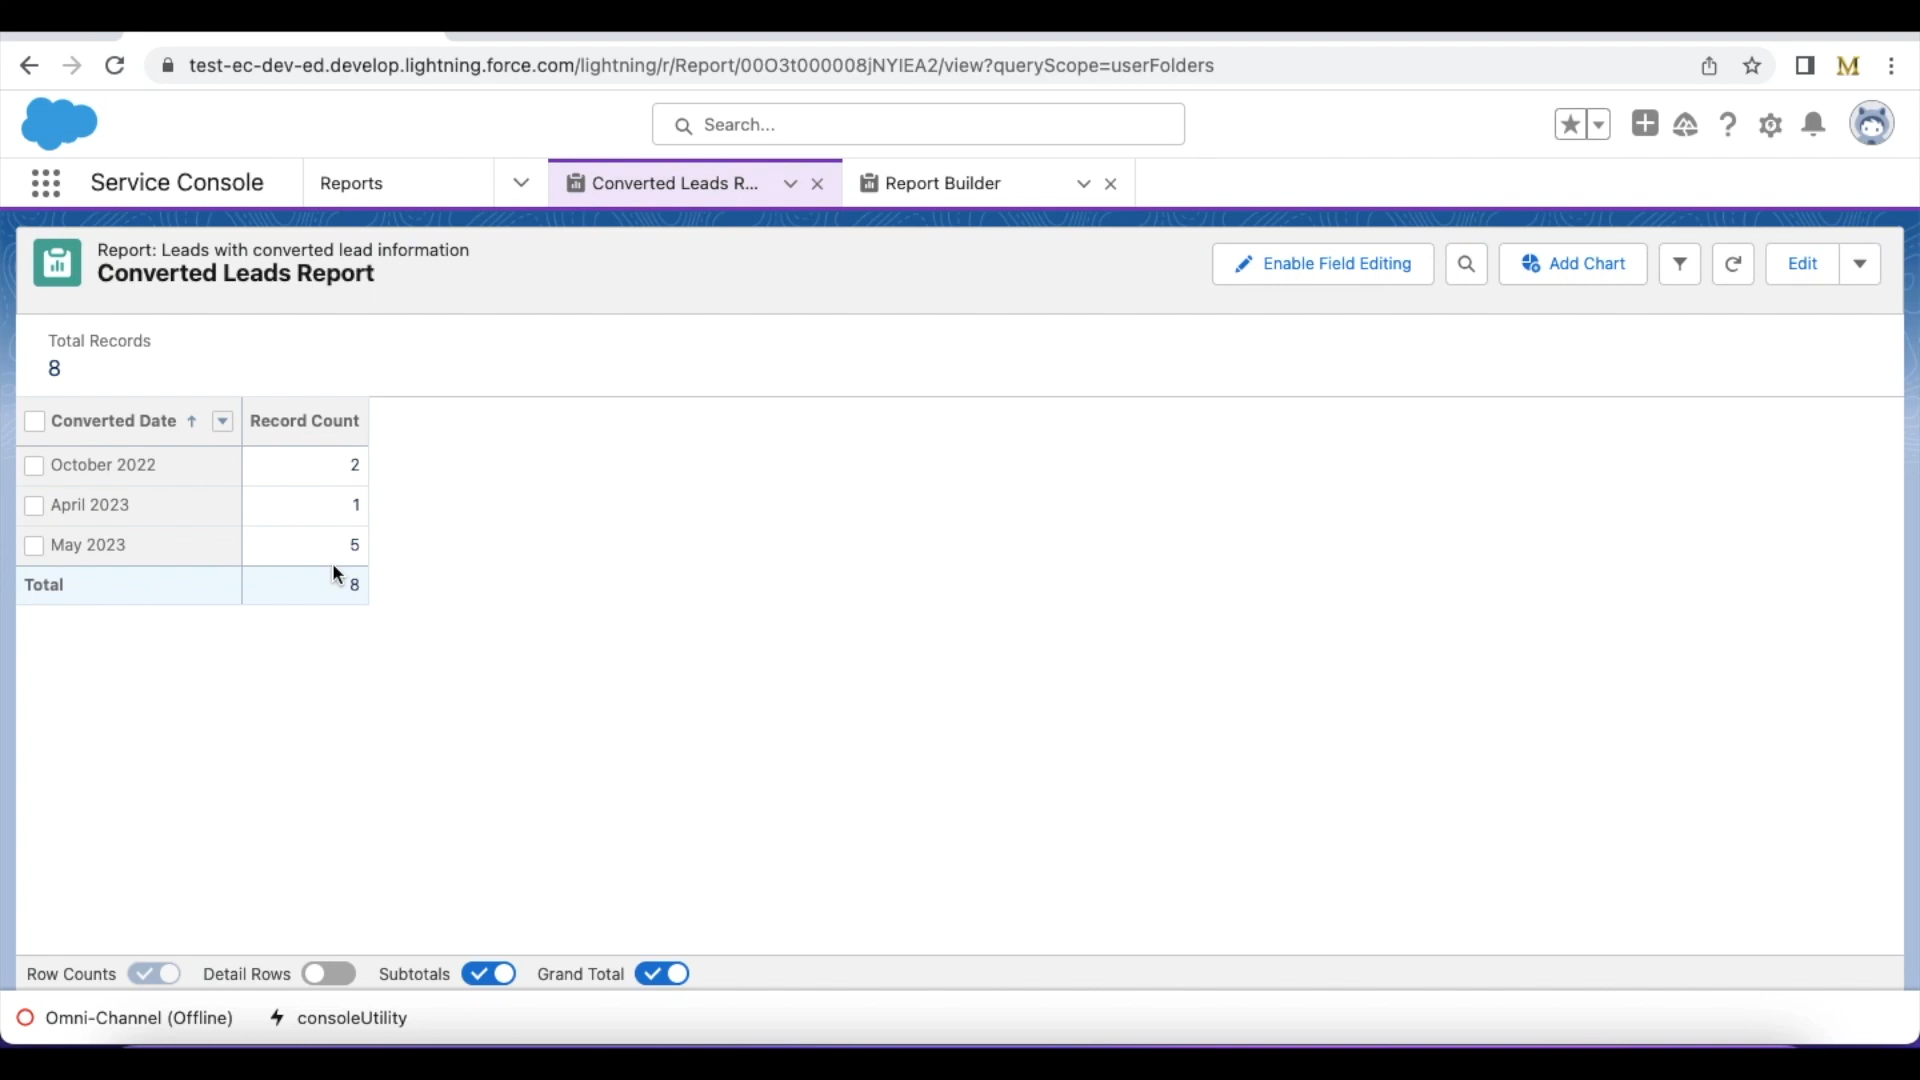 test-ec-dev-ed.develop.lightning.force.com/lightning/r/Report/00O3t000008jNYIEA2/view?queryScope=userFolders
Search...
Service Console
Reports
Converted Leads R...
Report Builder
Report: Leads with converted lead information
Converted Leads Report
Enable Field Editing
Add Chart
Edit
Total Records
8
Converted Date ↑ Record Count
October 2022 2
April 2023 1
May 2023 5
Total 8
Row Counts Detail Rows Subtotals Grand Total
Omni-Channel (Offline) consoleUtility